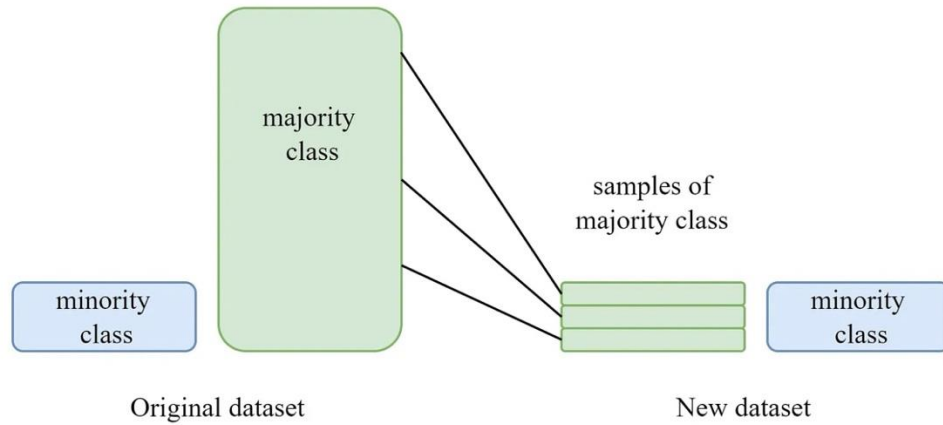 majority
class
samples of
majority class
minority
class
minority
class
Original dataset
New dataset